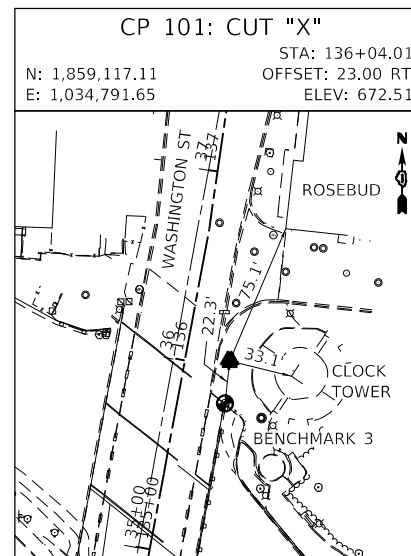 CP 101: CUT "X"
STA: 136+04.01
N: 1,859,117.11 OFFSET: 23.00 RT
E: 1,034,791.65 ELEV: 672.51
37
137
N
WASHINGTON ST
ROSEBUD
75.1'
22.3'
36
136
33.1'
CLOCK
TOWER
BENCHMARK 3
35+00
135+00